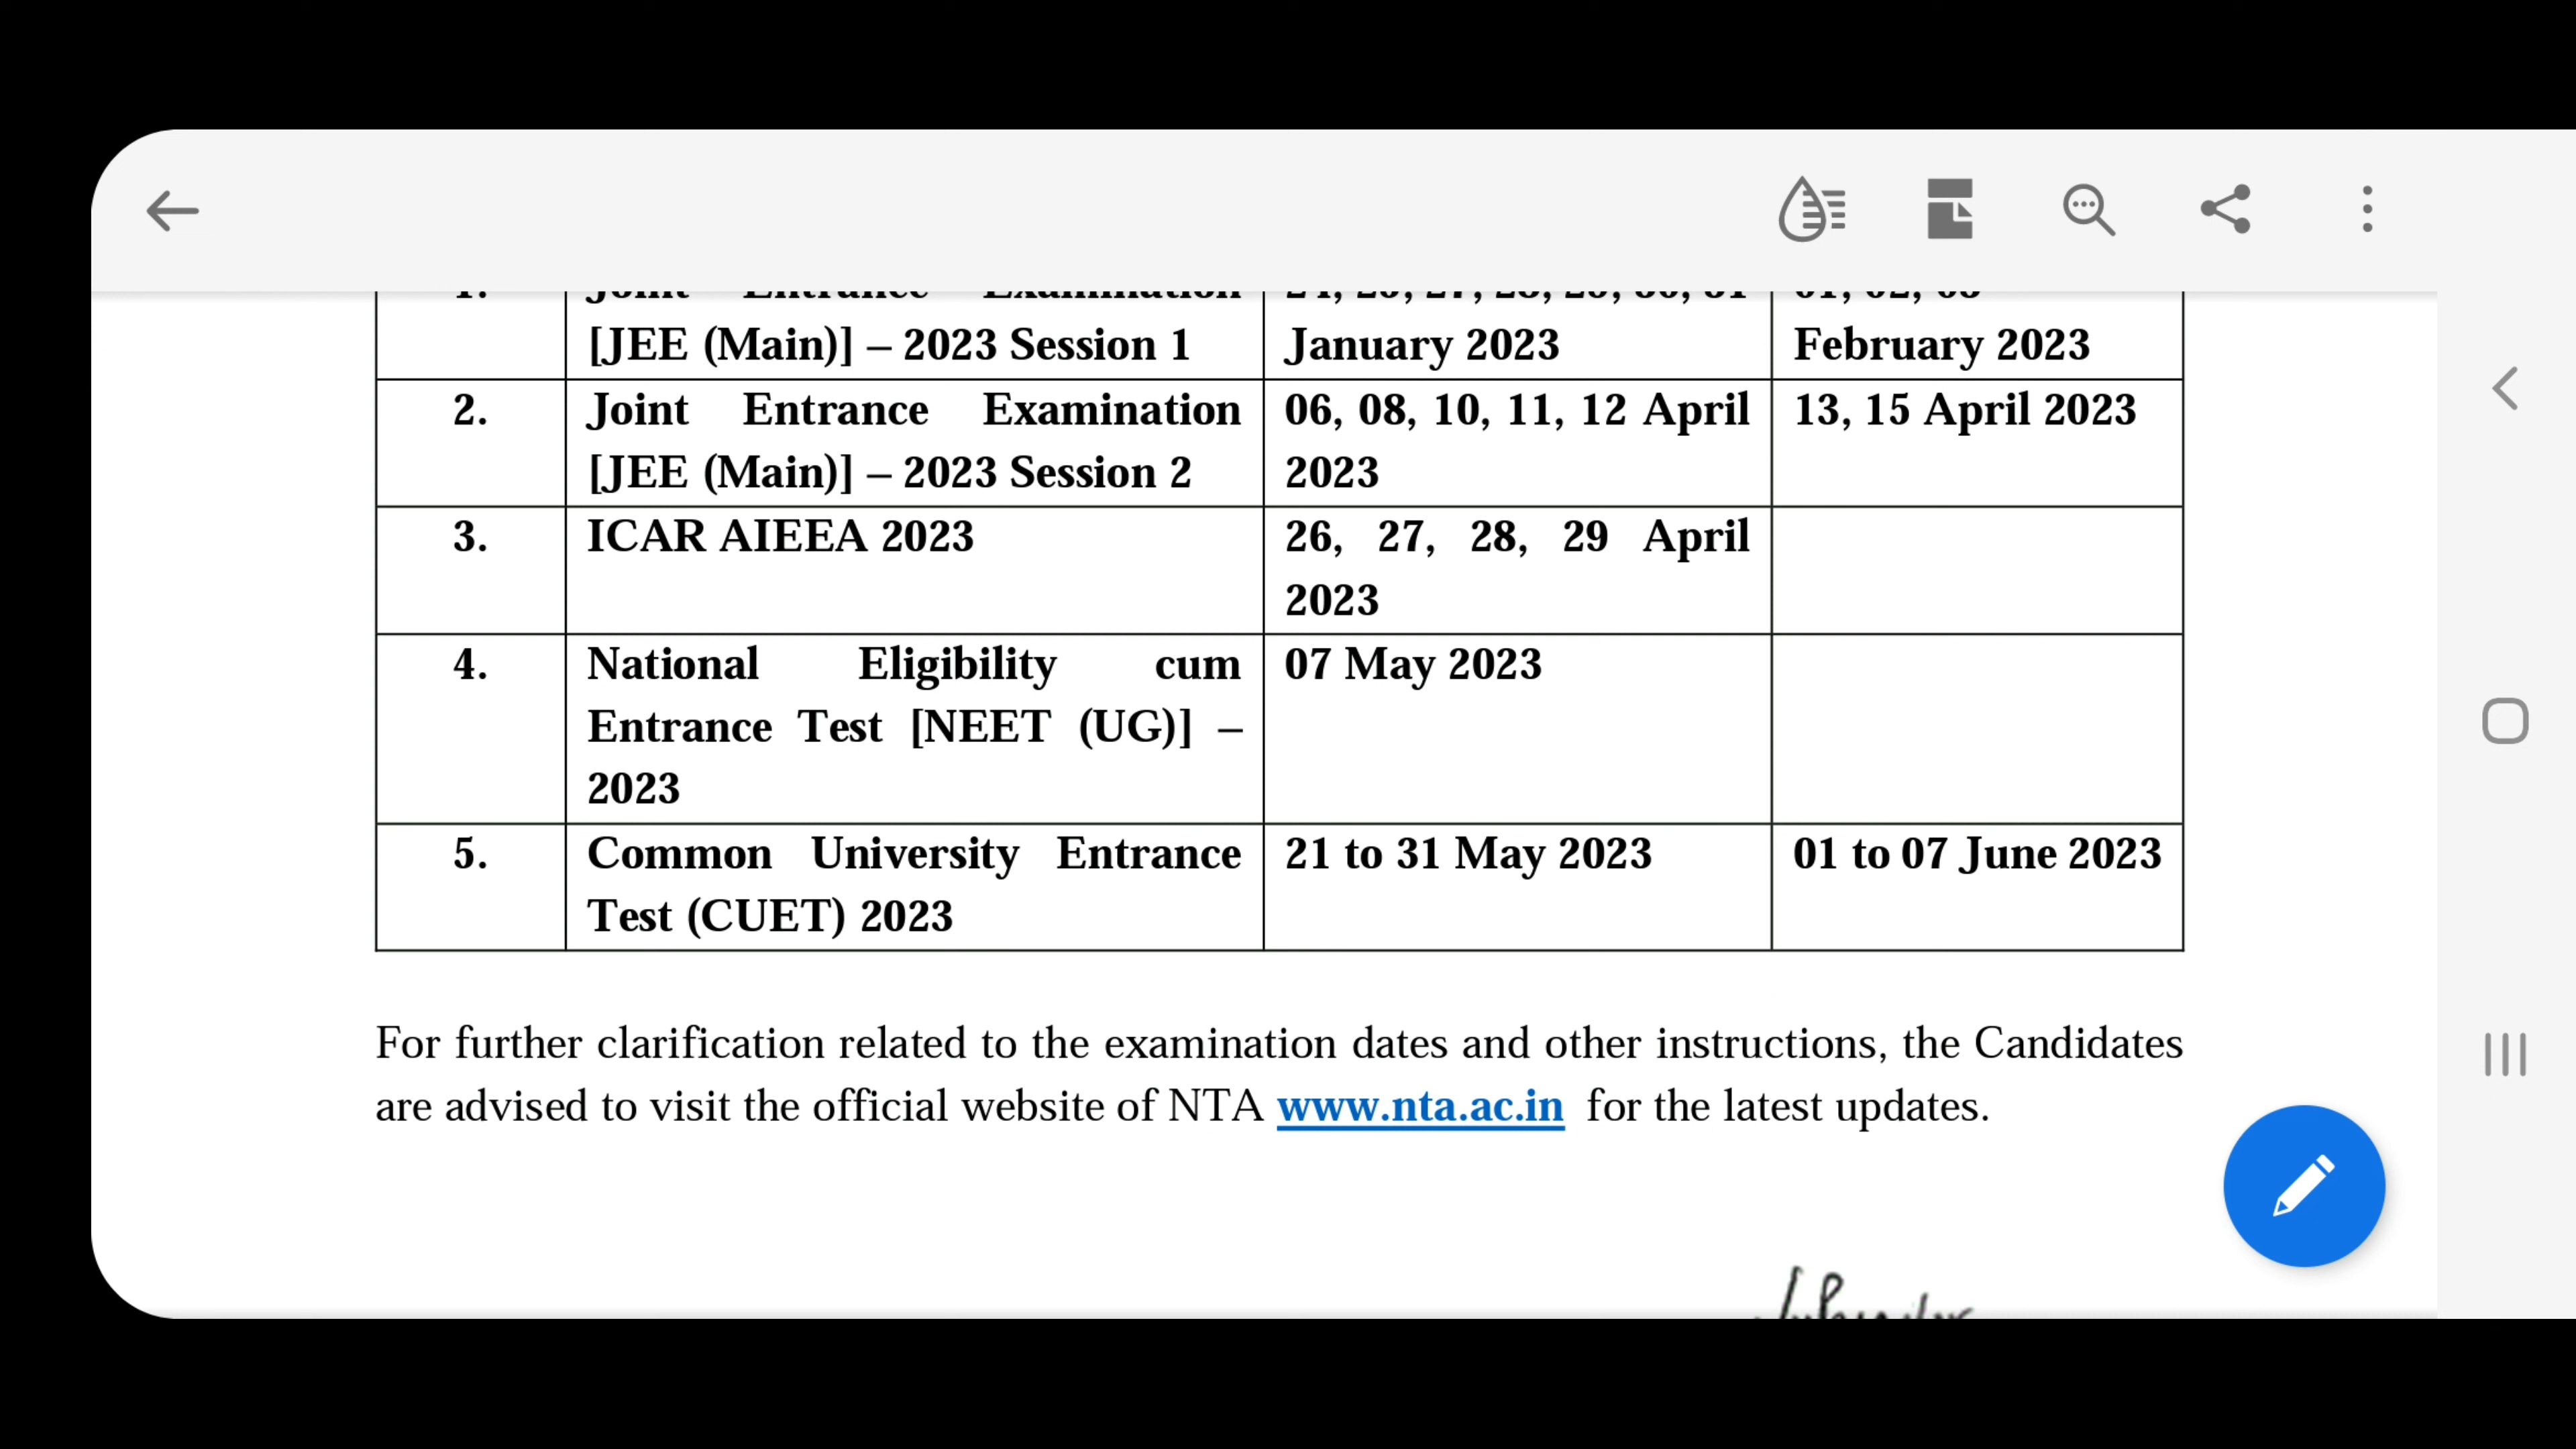 1. Joint Entrance Examination
[JEE (Main)] – 2023 Session 1 January 2023 February 2023
2. Joint Entrance Examination 06, 08, 10, 11, 12 April 13, 15 April 2023
[JEE (Main)] – 2023 Session 2 2023
3. ICAR AIEEA 2023 26, 27, 28, 29 April
2023
4. National Eligibility cum 07 May 2023
Entrance Test [NEET (UG)] –
2023
5. Common University Entrance 21 to 31 May 2023 01 to 07 June 2023
Test (CUET) 2023
For further clarification related to the examination dates and other instructions, the Candidates
are advised to visit the official website of NTA www.nta.ac.in for the latest updates.